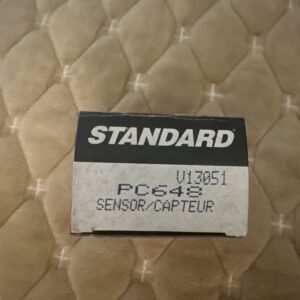 STANDARD
V13051
PC648
SENSOR/CAPTEUR